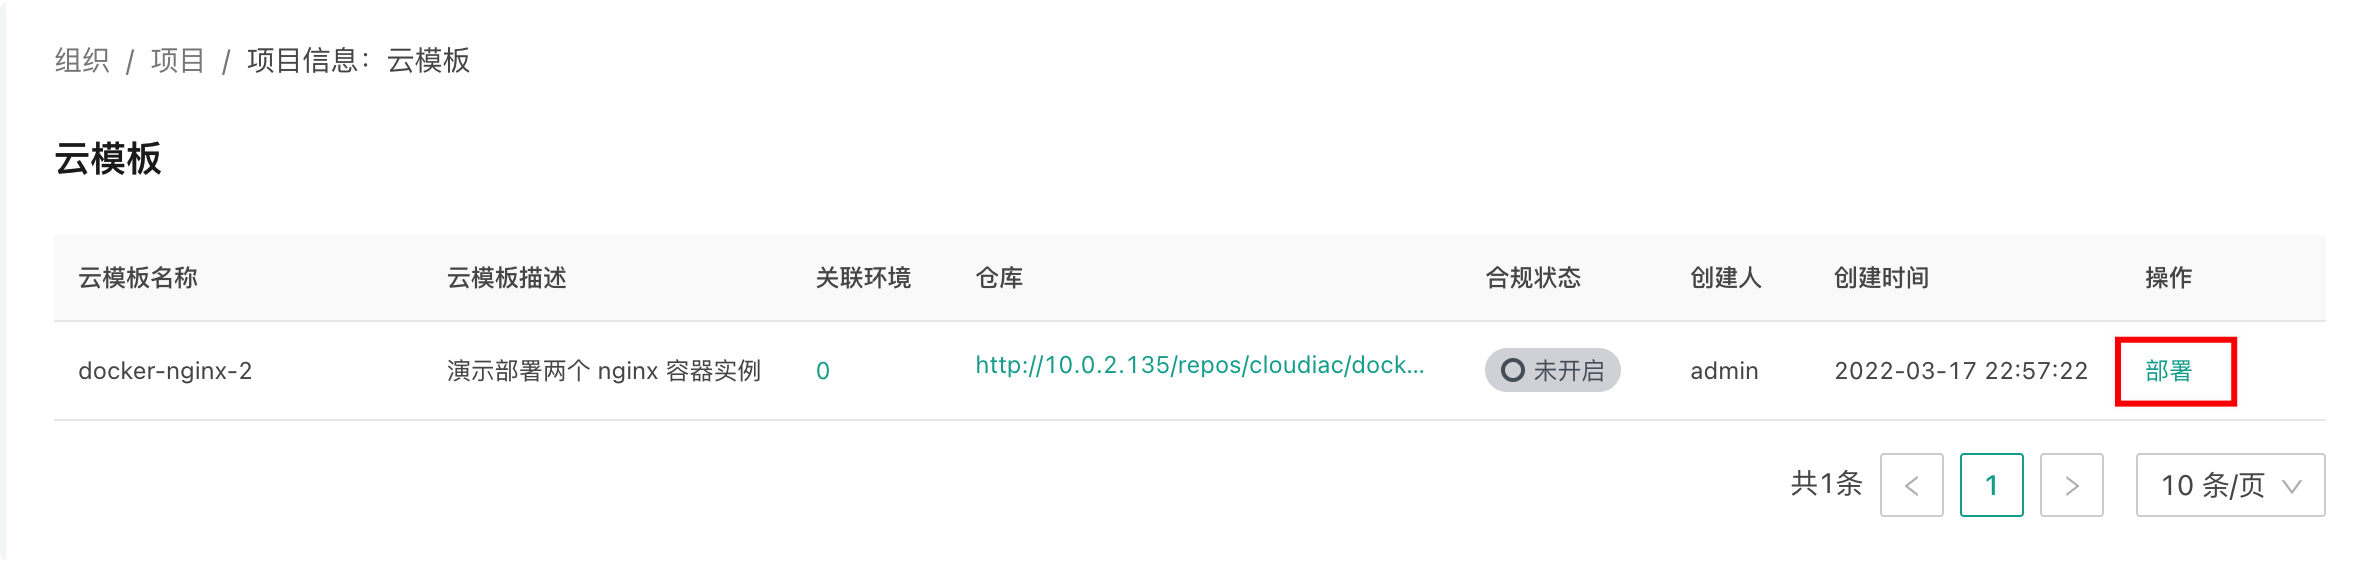 组织 / 项目 / 项目信息：云模板
云模板
云模板名称 云模板描述 关联环境 仓库 合规状态 创建人 创建时间 操作
docker-nginx-2 演示部署两个 nginx 容器实例 0 http://10.0.2.135/repos/cloudiac/dock... 未开启 admin 2022-03-17 22:57:22 部署
共1条 < 1 > 10 条/页